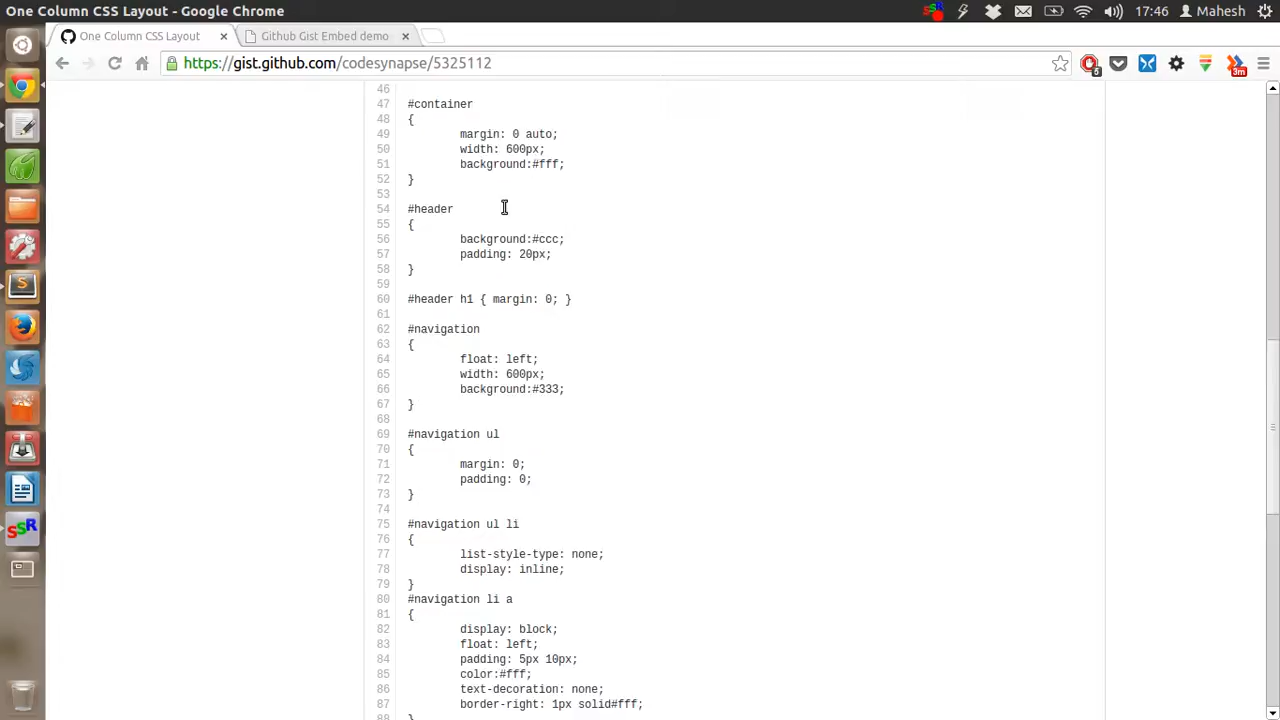 One Column CSS Layout - Google Chrome
17:46
Mahesh
One Column CSS Layout ×
Github Gist Embed demo ×
https://gist.github.com/codesynapse/5325112
5
3m
46
47 #container
48 {
49 margin: 0 auto;
50 width: 600px;
51 background:#fff;
52 }
53
54 #header
55 {
56 background:#ccc;
57 padding: 20px;
58 }
59
60 #header h1 { margin: 0; }
61
62 #navigation
63 {
64 float: left;
65 width: 600px;
66 background:#333;
67 }
68
69 #navigation ul
70 {
71 margin: 0;
72 padding: 0;
73 }
74
75 #navigation ul li
76 {
77 list-style-type: none;
78 display: inline;
79 }
80 #navigation li a
81 {
82 display: block;
83 float: left;
84 padding: 5px 10px;
85 color:#fff;
86 text-decoration: none;
87 border-right: 1px solid#fff;
88 }
S
SSR